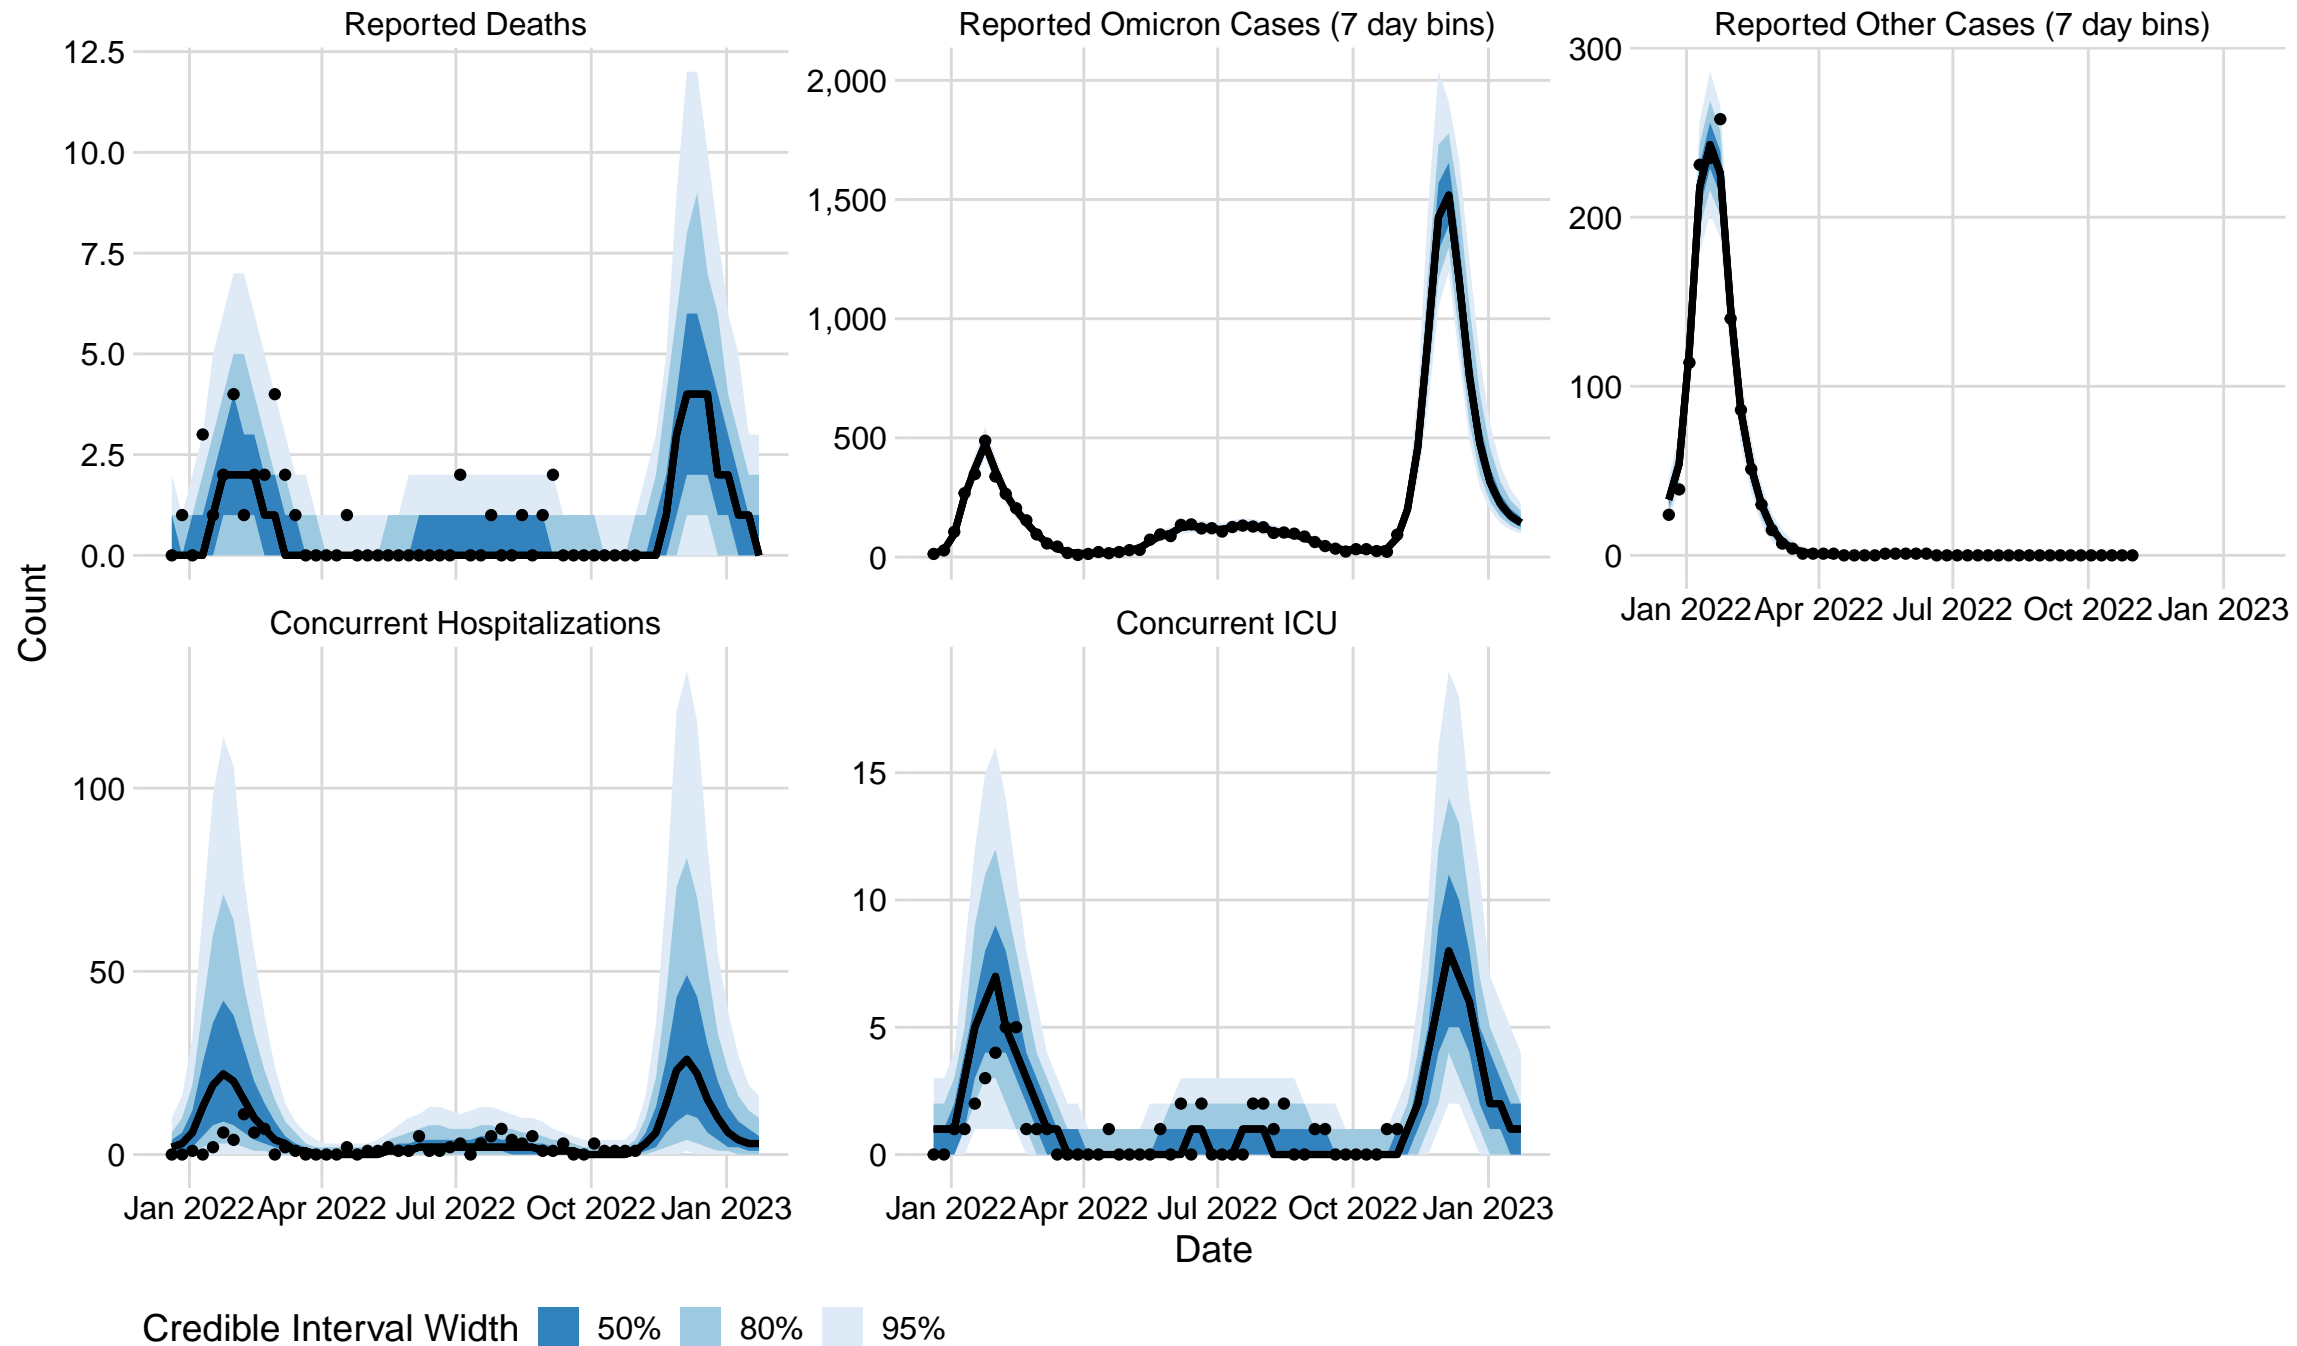 Reported Deaths
Reported Omicron Cases (7 day bins)
Reported Other Cases (7 day bins)
12.5
10.0
7.5
5.0
2.5
0.0
2,000
1,500
1,000
500
0
300
200
100
0
Jan 2022 Apr 2022 Jul 2022 Oct 2022 Jan 2023
Count
Concurrent Hospitalizations
Concurrent ICU
100
50
0
15
10
5
0
Jan 2022 Apr 2022 Jul 2022 Oct 2022 Jan 2023
Jan 2022 Apr 2022 Jul 2022 Oct 2022 Jan 2023
Date
Credible Interval Width 50% 80% 95%